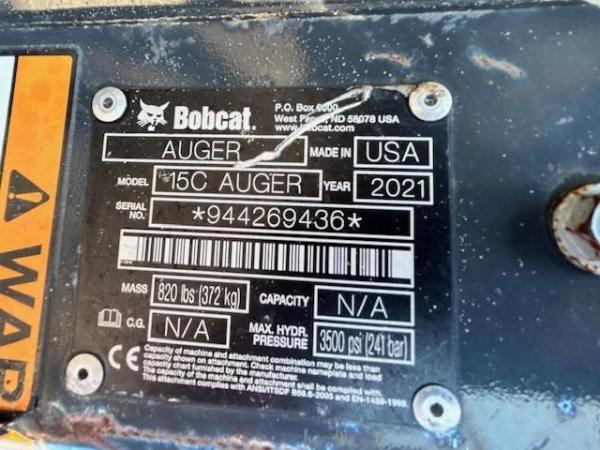 Bobcat.
P.O. Box 6000
West Fargo, ND 58078 USA
www.bobcat.com
AUGER MADE IN USA
MODEL 15C AUGER YEAR 2021
SERIAL NO. *944269436*
MASS 820 lbs (372 kg) CAPACITY N/A
C.G. N/A MAX. HYDR. PRESSURE 3500 psi (241 bar)
CE
Capacity of machine and attachment combination may be less than
capacity shown on attachment. Check machine nameplate and load
capacity chart furnished by the manufacturer.
The machine and attachment shall be compliant with
This attachment complies with ANSI/ITSDF B56.6-2005 and EN-1459-1999.
WAR